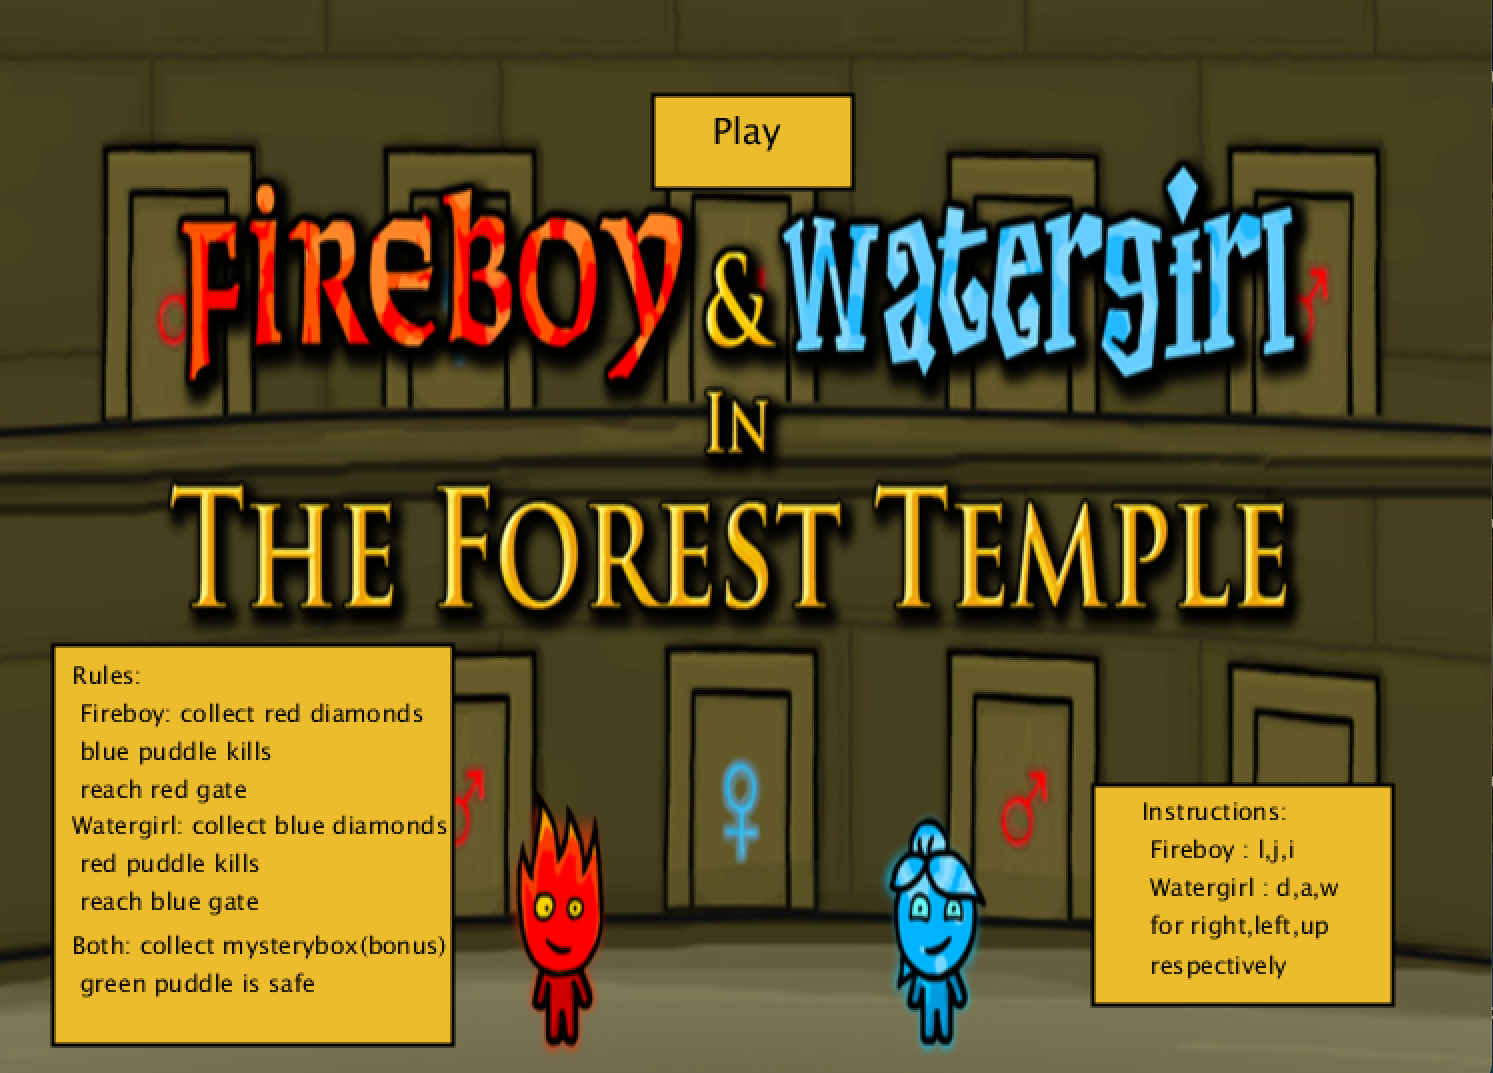 Play
Fireboy & Watergirl
In
The Forest Temple
Rules:
Fireboy: collect red diamonds
blue puddle kills
reach red gate
Watergirl: collect blue diamonds
red puddle kills
reach blue gate
Both: collect mysterybox(bonus)
green puddle is safe
Instructions:
Fireboy : l,j,i
Watergirl : d,a,w
for right,left,up
respectively